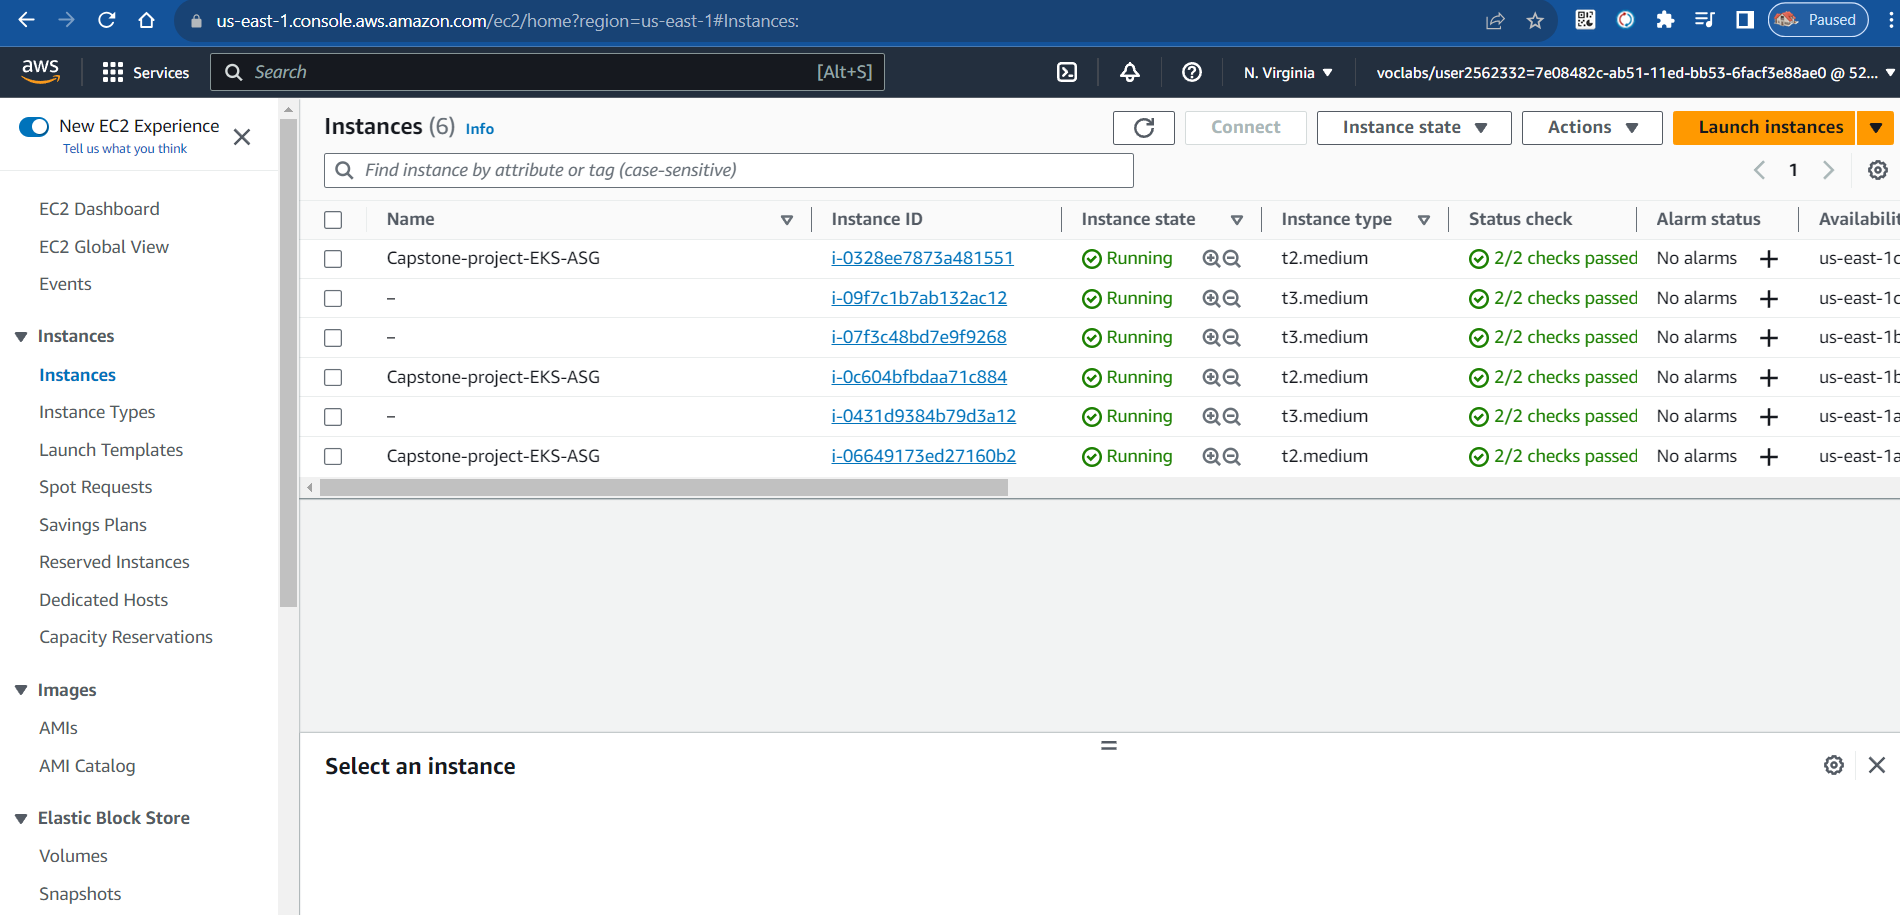 us-east-1.console.aws.amazon.com/ec2/home?region=us-east-1#Instances:
Paused
aws
Services
Search
[Alt+S]
N. Virginia
voclabs/user2562332=7e08482c-ab51-11ed-bb53-6facf3e88ae0 @ 52...
New EC2 Experience
Tell us what you think
EC2 Dashboard
EC2 Global View
Events
Instances
Instances
Instance Types
Launch Templates
Spot Requests
Savings Plans
Reserved Instances
Dedicated Hosts
Capacity Reservations
Images
AMIs
AMI Catalog
Elastic Block Store
Volumes
Snapshots
Instances (6) Info
Connect
Instance state
Actions
Launch instances
Find instance by attribute or tag (case-sensitive)
1
Name Instance ID Instance state Instance type Status check Alarm status Availabilit
Capstone-project-EKS-ASG i-0328ee7873a481551 Running t2.medium 2/2 checks passed No alarms + us-east-1c
– i-09f7c1b7ab132ac12 Running t3.medium 2/2 checks passed No alarms + us-east-1c
– i-07f3c48bd7e9f9268 Running t3.medium 2/2 checks passed No alarms + us-east-1b
Capstone-project-EKS-ASG i-0c604bfbdaa71c884 Running t2.medium 2/2 checks passed No alarms + us-east-1b
– i-0431d9384b79d3a12 Running t3.medium 2/2 checks passed No alarms + us-east-1a
Capstone-project-EKS-ASG i-06649173ed27160b2 Running t2.medium 2/2 checks passed No alarms + us-east-1a
Select an instance